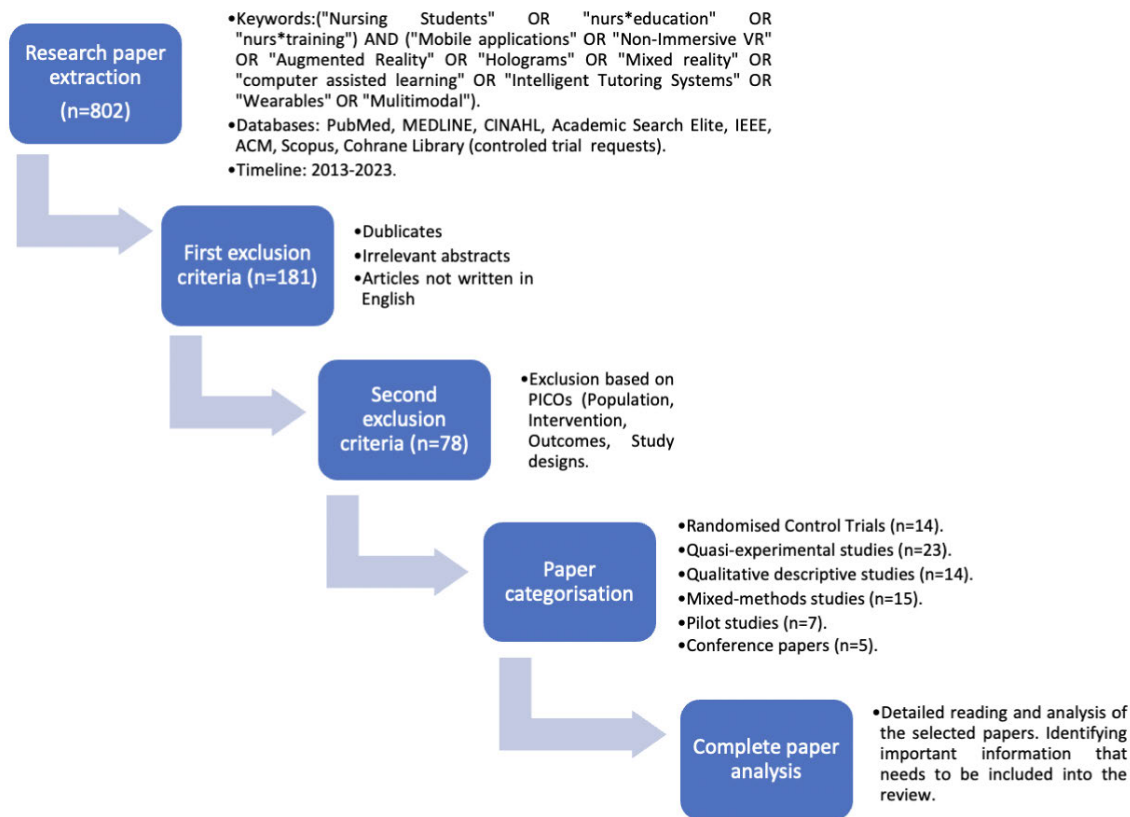 Research paper
extraction
(n=802)
•Keywords:("Nursing Students" OR "nurs*education" OR
"nurs*training") AND ("Mobile applications" OR "Non-Immersive VR"
OR "Augmented Reality" OR "Holograms" OR "Mixed reality" OR
"computer assisted learning" OR "Intelligent Tutoring Systems" OR
"Wearables" OR "Mulitimodal").
•Databases: PubMed, MEDLINE, CINAHL, Academic Search Elite, IEEE,
ACM, Scopus, Cohrane Library (controled trial requests).
•Timeline: 2013-2023.
First exclusion
criteria (n=181)
•Dublicates
•Irrelevant abstracts
•Articles not written in
English
Second
exclusion
criteria (n=78)
•Exclusion based on
PICOs (Population,
Intervention,
Outcomes, Study
designs.
Paper
categorisation
•Randomised Control Trials (n=14).
•Quasi-experimental studies (n=23).
•Qualitative descriptive studies (n=14).
•Mixed-methods studies (n=15).
•Pilot studies (n=7).
•Conference papers (n=5).
Complete paper
analysis
•Detailed reading and analysis of
the selected papers. Identifying
important information that
needs to be included into the
review.